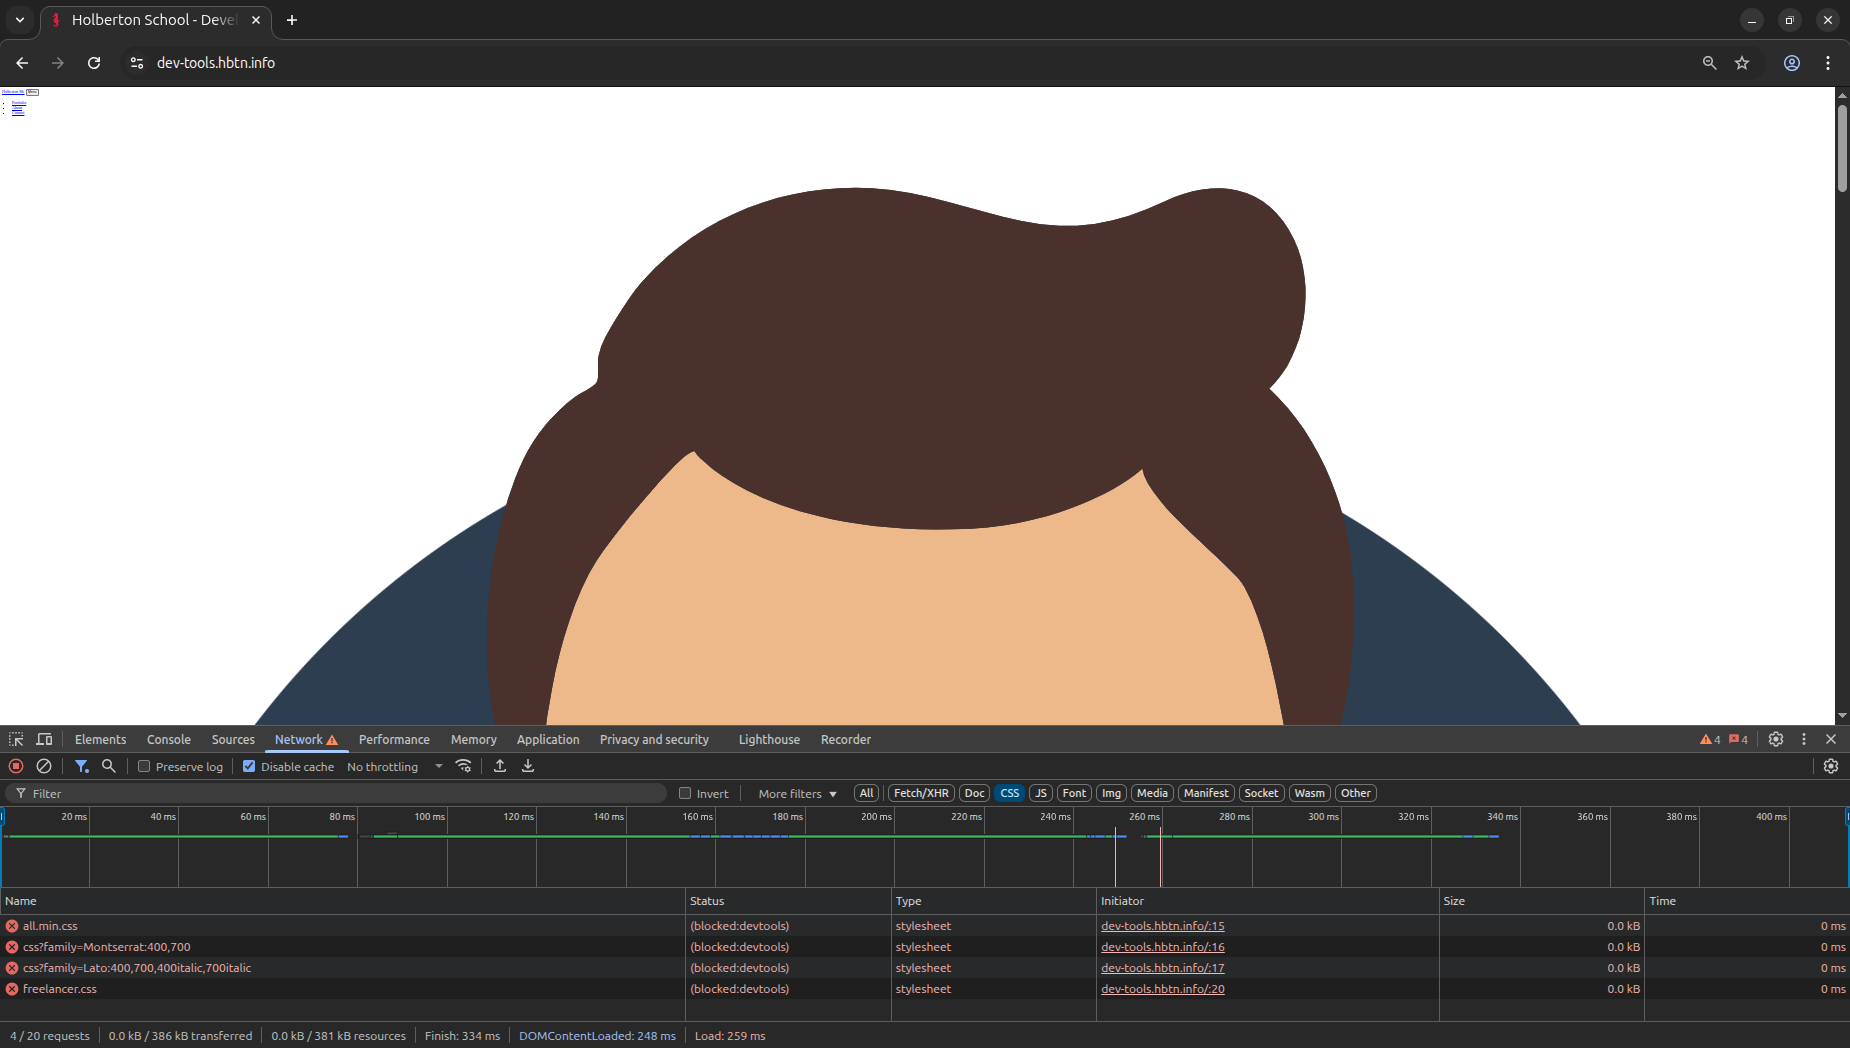 Holberton School - Devel
dev-tools.hbtn.info
Holberton Me Menu
Portfolio
About
Contact
Elements Console Sources Network Performance Memory Application Privacy and security Lighthouse Recorder 4 4
Preserve log Disable cache No throttling
Filter Invert More filters All Fetch/XHR Doc CSS JS Font Img Media Manifest Socket Wasm Other
20 ms 40 ms 60 ms 80 ms 100 ms 120 ms 140 ms 160 ms 180 ms 200 ms 220 ms 240 ms 260 ms 280 ms 300 ms 320 ms 340 ms 360 ms 380 ms 400 ms
Name Status Type Initiator Size Time
all.min.css (blocked:devtools) stylesheet dev-tools.hbtn.info/:15 0.0 kB 0 ms
css?family=Montserrat:400,700 (blocked:devtools) stylesheet dev-tools.hbtn.info/:16 0.0 kB 0 ms
css?family=Lato:400,700,400italic,700italic (blocked:devtools) stylesheet dev-tools.hbtn.info/:17 0.0 kB 0 ms
freelancer.css (blocked:devtools) stylesheet dev-tools.hbtn.info/:20 0.0 kB 0 ms
4 / 20 requests 0.0 kB / 386 kB transferred 0.0 kB / 381 kB resources Finish: 334 ms DOMContentLoaded: 248 ms Load: 259 ms